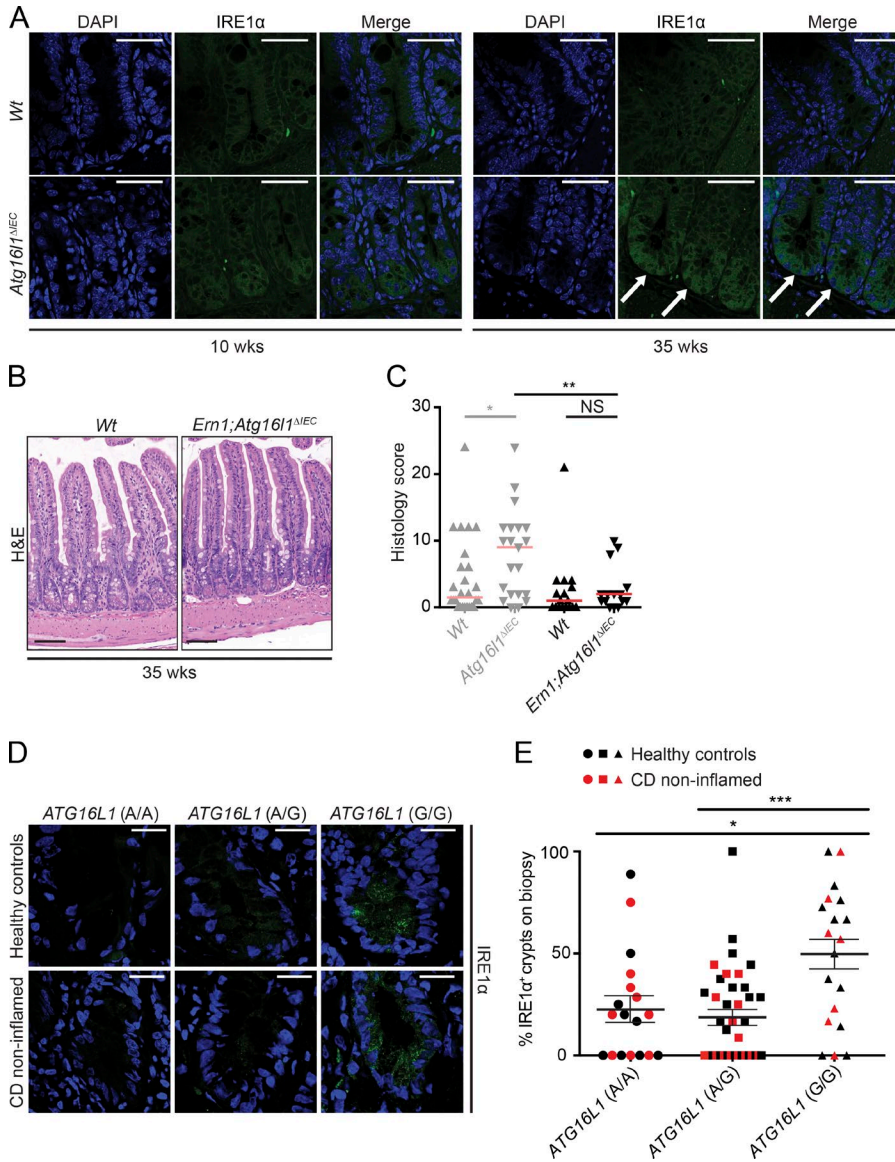 A
DAPI IRE1α Merge DAPI IRE1α Merge
Wt
Atg16l1ΔIEC
10 wks 35 wks
B
Wt Ern1;Atg16l1ΔIEC
H&E
35 wks
C
**
* NS
Histology score
30
20
10
0
Wt
Atg16l1ΔIEC
Wt
Ern1;Atg16l1ΔIEC
D
ATG16L1 (A/A) ATG16L1 (A/G) ATG16L1 (G/G)
Healthy controls
CD non-inflamed
IRE1α
E
Healthy controls
CD non-inflamed
***
*
% IRE1α+ crypts on biopsy
100
50
0
ATG16L1 (A/A)
ATG16L1 (A/G)
ATG16L1 (G/G)